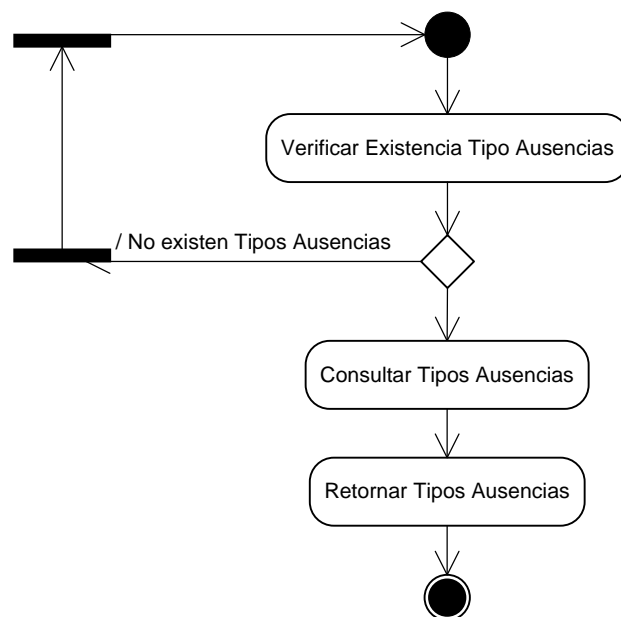 Verificar Existencia Tipo Ausencias
/ No existen Tipos Ausencias
Consultar Tipos Ausencias
Retornar Tipos Ausencias